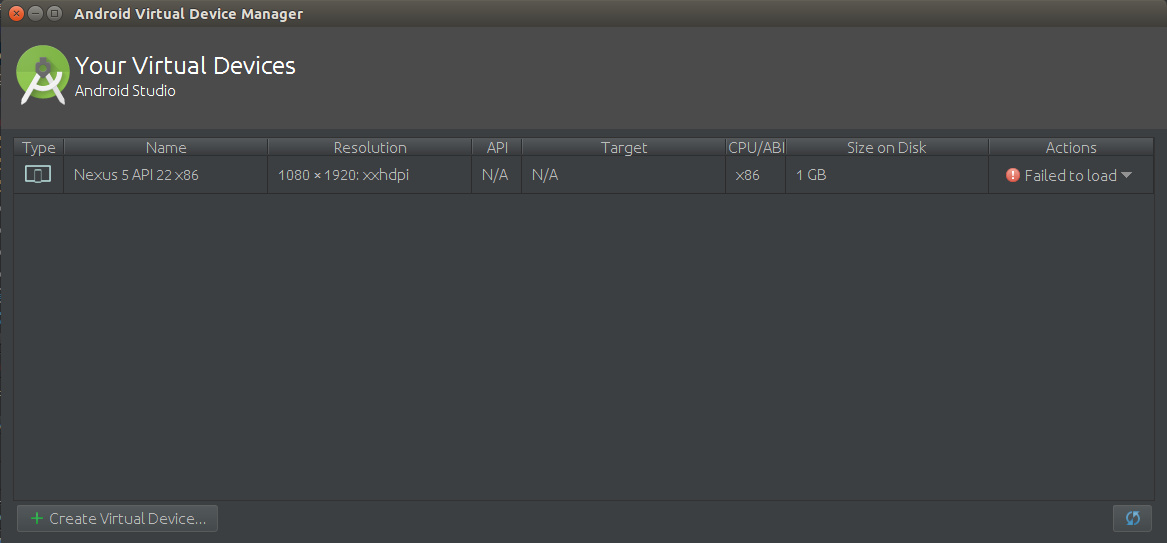 Android Virtual Device Manager
Your Virtual Devices
Android Studio
Type Name Resolution API Target CPU/ABI Size on Disk Actions
Nexus 5 API 22 x86 1080 × 1920: xxhdpi N/A N/A x86 1 GB Failed to load
Create Virtual Device...